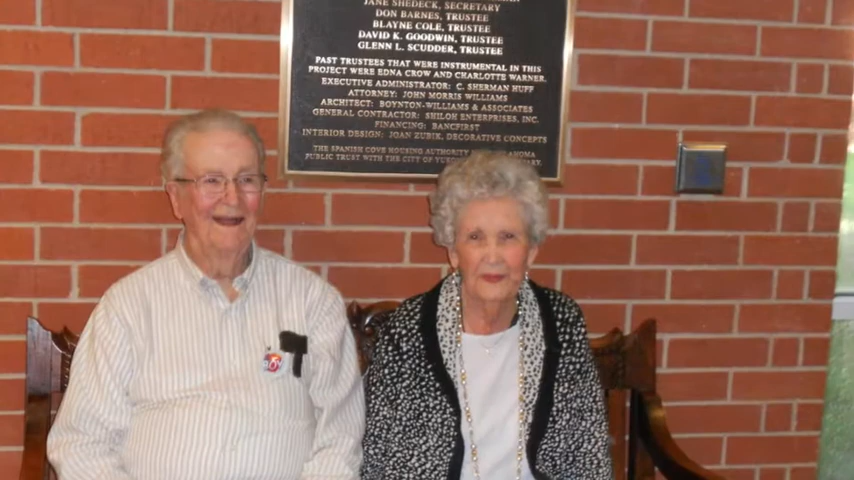 JANE SHEDECK, SECRETARY
DON BARNES, TRUSTEE
BLAYNE COLE, TRUSTEE
DAVID K. GOODWIN, TRUSTEE
GLENN L. SCUDDER, TRUSTEE
PAST TRUSTEES THAT WERE INSTRUMENTAL IN THIS
PROJECT WERE EDNA CROW AND CHARLOTTE WARNER.
EXECUTIVE ADMINISTRATOR: C. SHERMAN HUFF
ATTORNEY: JOHN MORRIS WILLIAMS
ARCHITECT: BOYNTON-WILLIAMS & ASSOCIATES
GENERAL CONTRACTOR: SHILOH ENTERPRISES, INC.
FINANCING: BANCFIRST
INTERIOR DESIGN: JOAN ZUBIK, DECORATIVE CONCEPTS
THE SPANISH COVE HOUSING AUTHORITY
PUBLIC TRUST WITH THE CITY OF